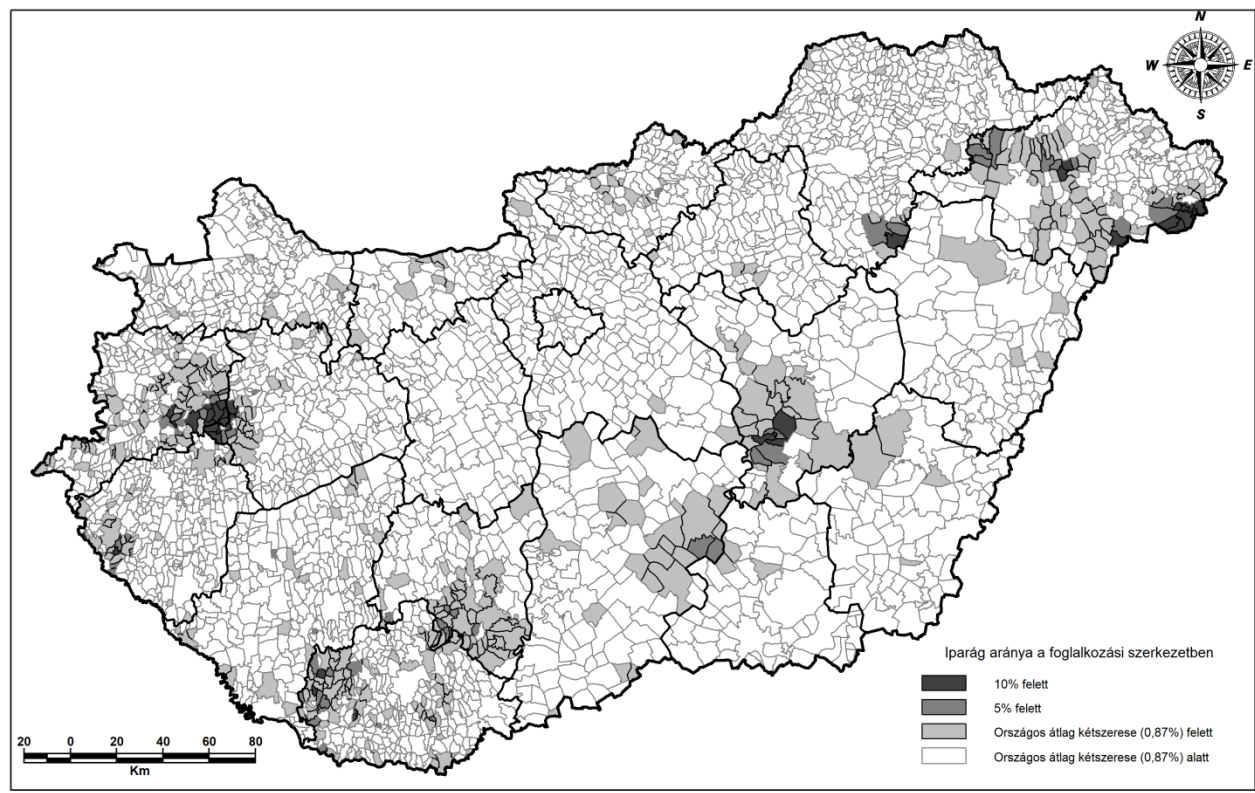 N
W E
S
Iparág aránya a foglalkozási szerkezetben
10% felett
5% felett
Országos átlag kétszerese (0,87%) felett
Országos átlag kétszerese (0,87%) alatt
20 0 20 40 60 80
Km